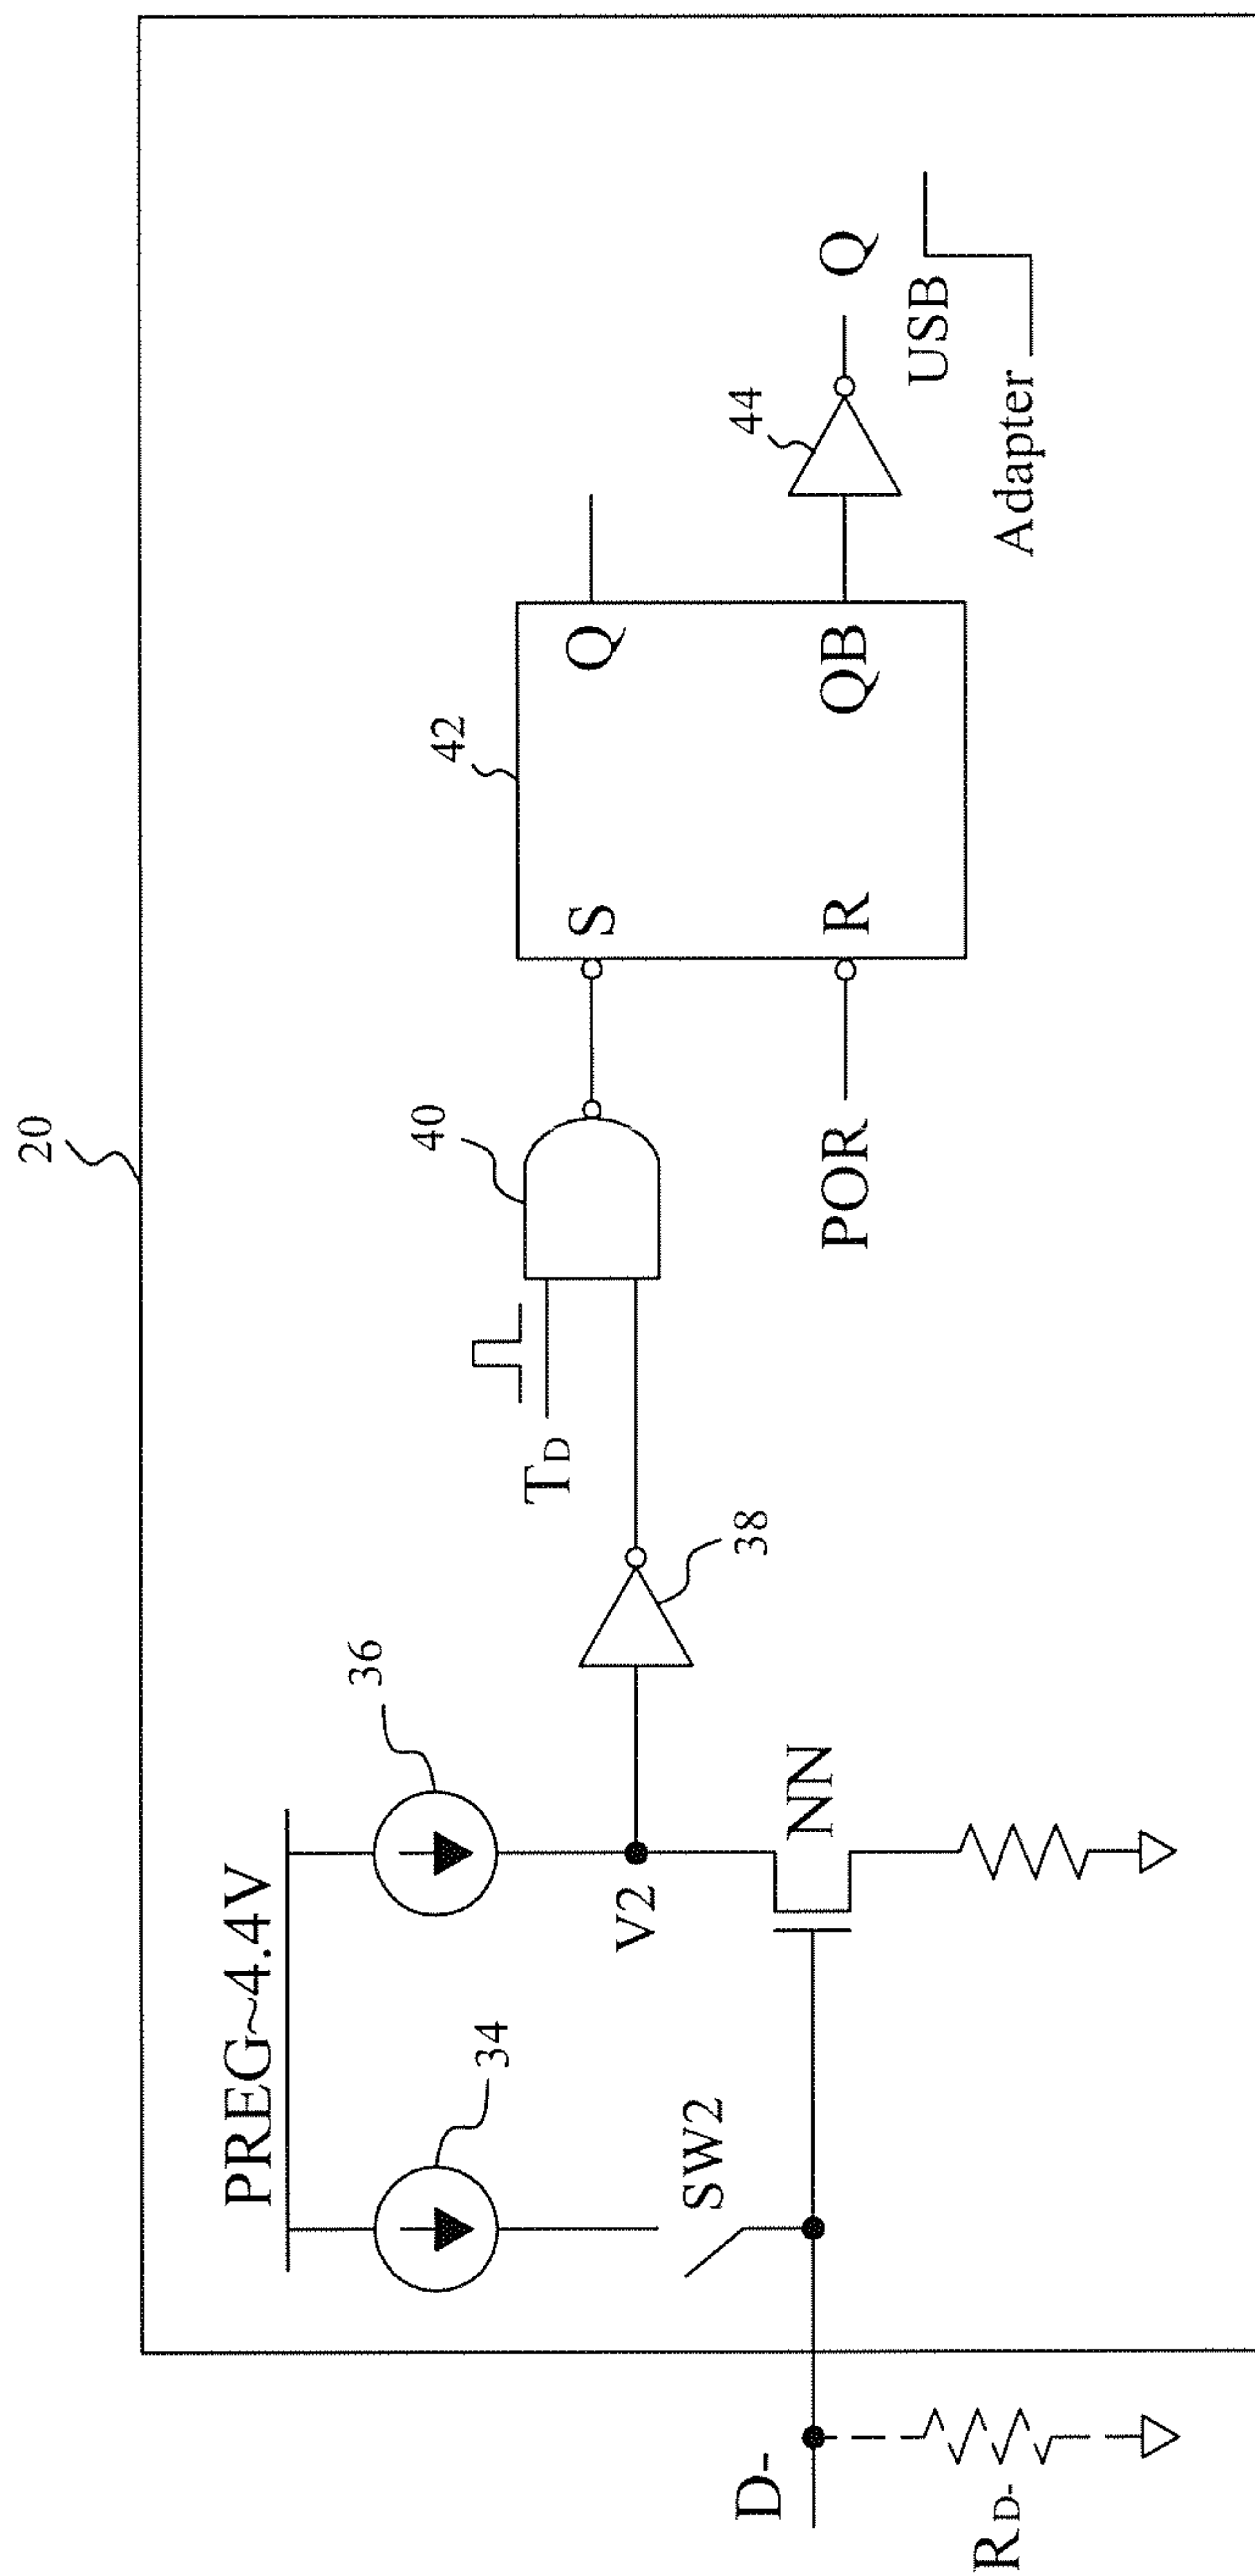 20
PREG~4.4V
34
36
SW2
V2
NN
D-
RD-
38
TD
40
42
S
Q
R
QB
POR
44
Q
USB
Adapter